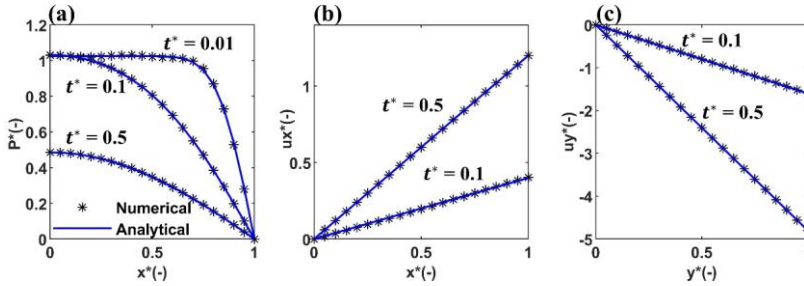 (a)
1.2
1
0.8
0.6
0.4
0.2
0
P*(-)
t* = 0.01
t* = 0.1
t* = 0.5
Numerical
Analytical
0 0.5 1
x*(-)
(b)
1
0.5
0
ux*(-)
t* = 0.5
t* = 0.1
0 0.5 1
x*(-)
(c)
0
-1
-2
-3
-4
-5
uy*(-)
t* = 0.1
t* = 0.5
0 0.5 1
y*(-)